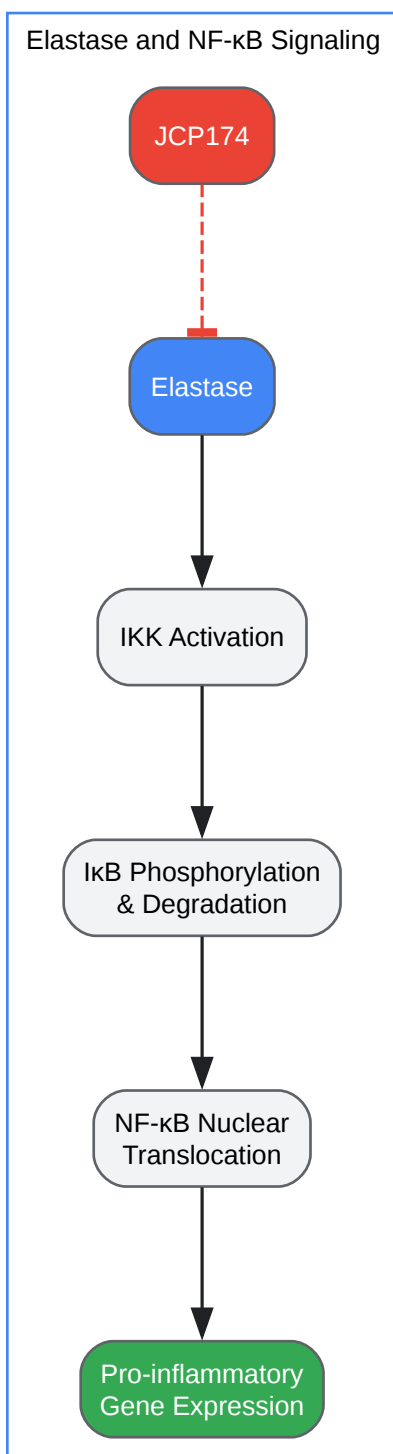 Elastase and NF-κB Signaling
JCP174
Elastase
IKK Activation
IκB Phosphorylation
& Degradation
NF-κB Nuclear
Translocation
Pro-inflammatory
Gene Expression